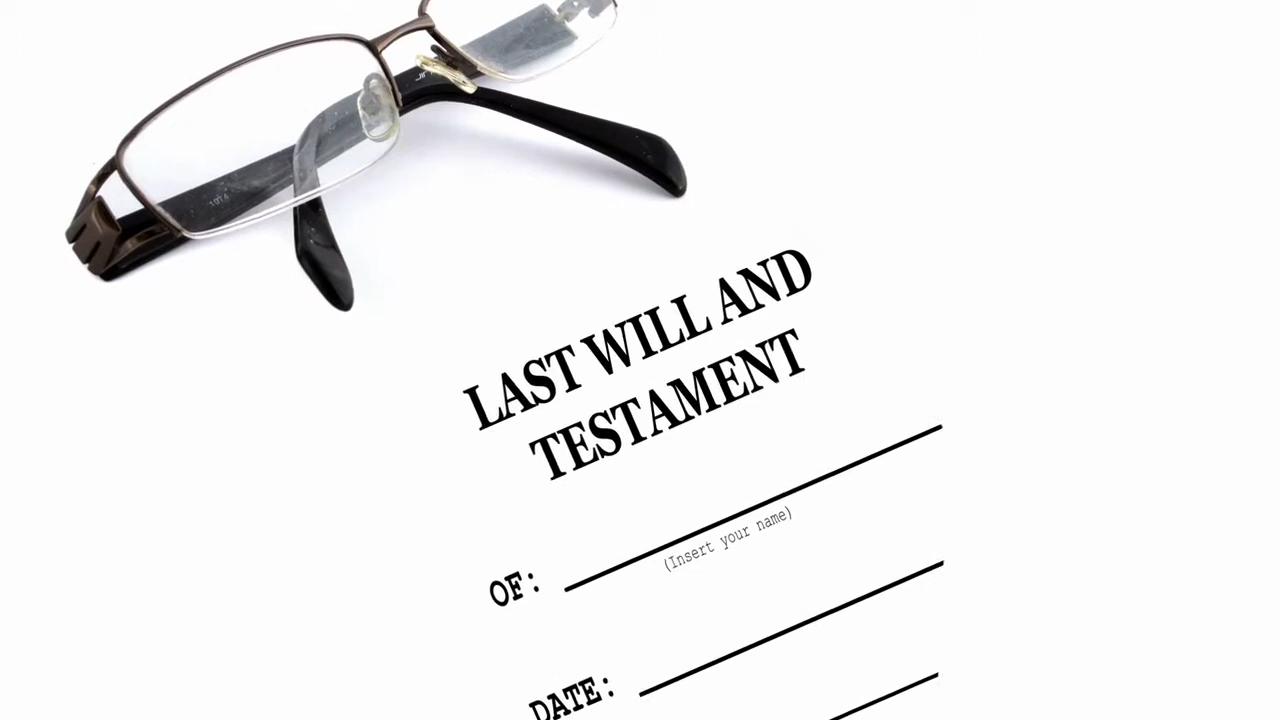 LAST WILL AND
TESTAMENT
OF:
(Insert your name)
DATE: